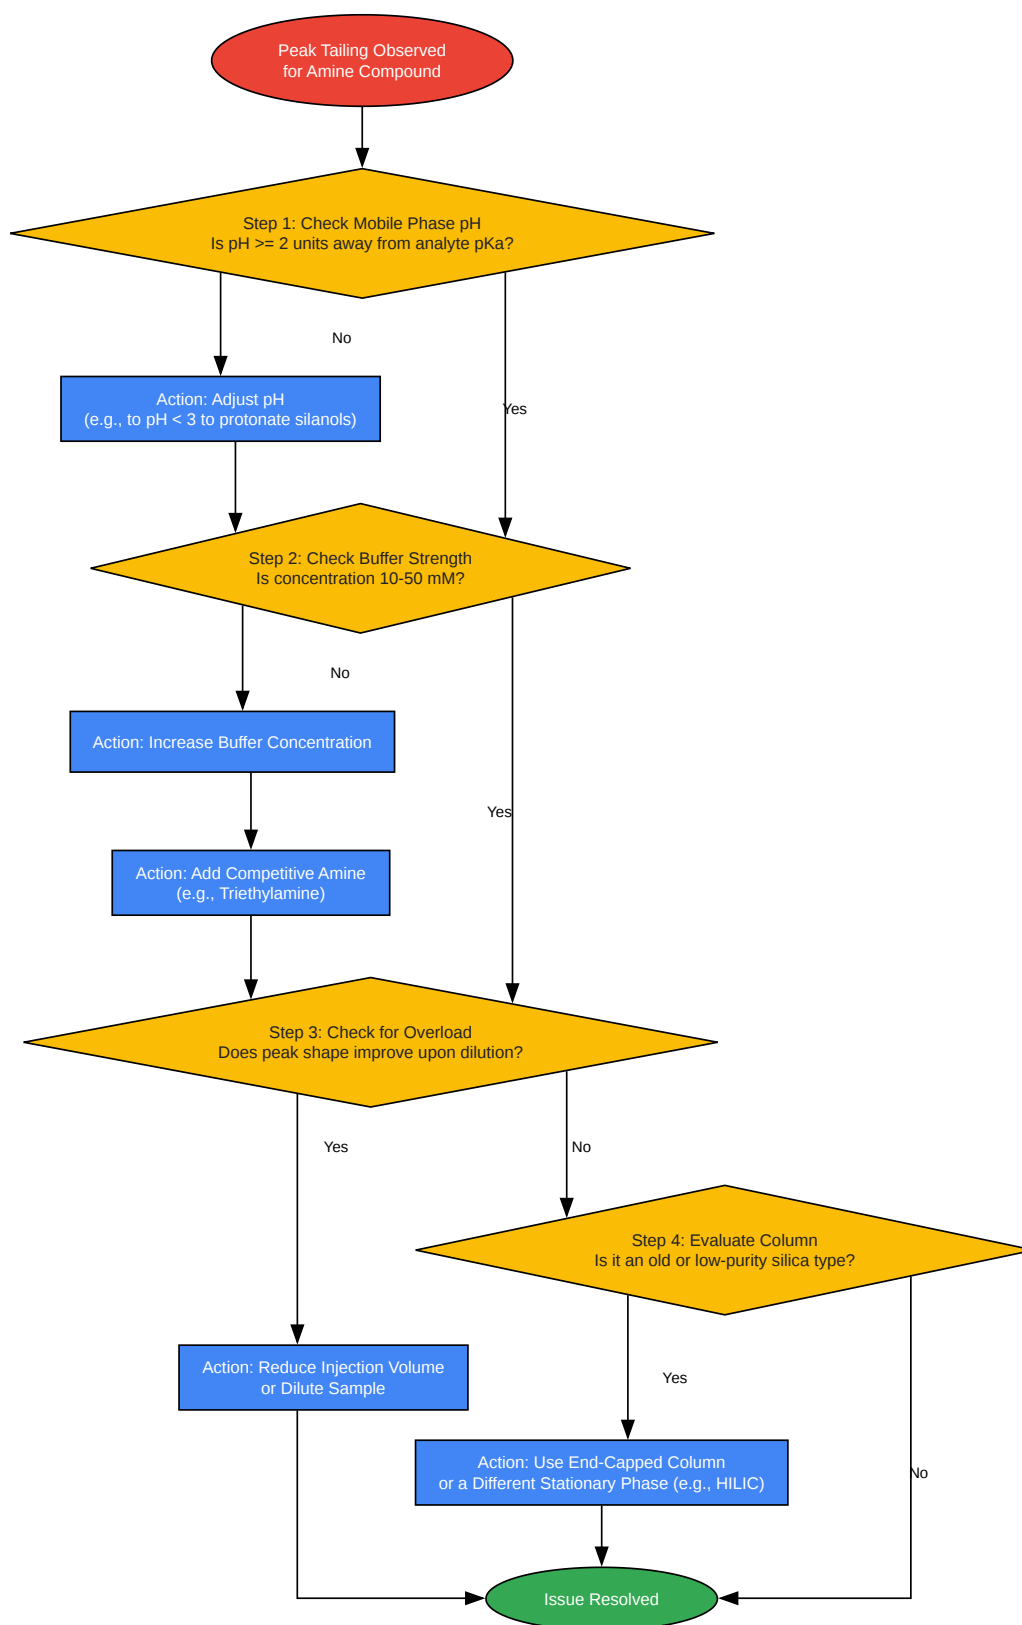 Peak Tailing Observed
for Amine Compound
Step 1: Check Mobile Phase pH
Is pH >= 2 units away from analyte pKa?
No
Action: Adjust pH
(e.g., to pH < 3 to protonate silanols)
Yes
Step 2: Check Buffer Strength
Is concentration 10-50 mM?
No
Action: Increase Buffer Concentration
Yes
Action: Add Competitive Amine
(e.g., Triethylamine)
Step 3: Check for Overload
Does peak shape improve upon dilution?
Yes
No
Step 4: Evaluate Column
Is it an old or low-purity silica type?
Action: Reduce Injection Volume
or Dilute Sample
Yes
Action: Use End-Capped Column
or a Different Stationary Phase (e.g., HILIC)
No
Issue Resolved